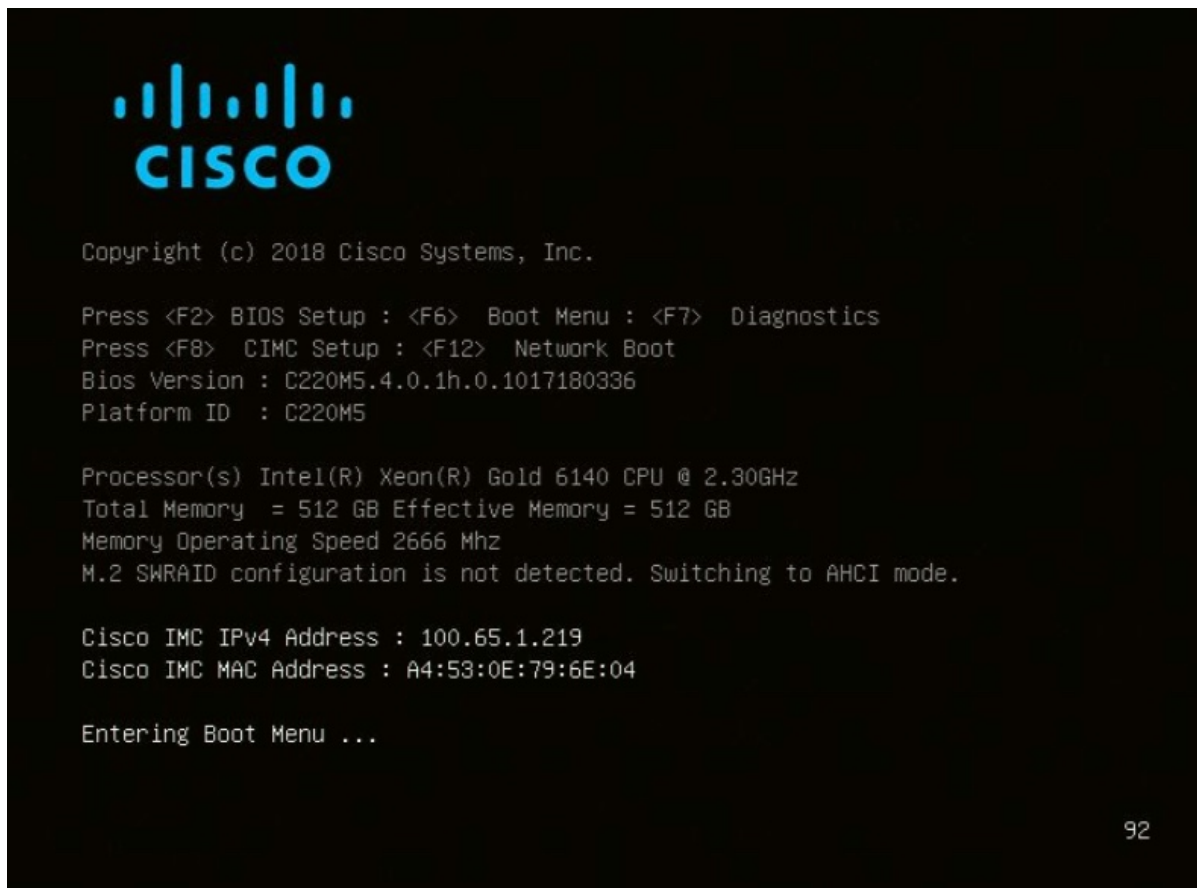 CISCO
Copyright (c) 2018 Cisco Systems, Inc.
Press <F2> BIOS Setup : <F6>  Boot Menu : <F7>  Diagnostics
Press <F8>  CIMC Setup : <F12>  Network Boot
Bios Version : C220M5.4.0.1h.0.1017180336
Platform ID  : C220M5
Processor(s) Intel(R) Xeon(R) Gold 6140 CPU @ 2.30GHz
Total Memory  = 512 GB Effective Memory = 512 GB
Memory Operating Speed 2666 Mhz
M.2 SWRAID configuration is not detected. Switching to AHCI mode.
Cisco IMC IPv4 Address : 100.65.1.219
Cisco IMC MAC Address : A4:53:0E:79:6E:04
Entering Boot Menu ...
92